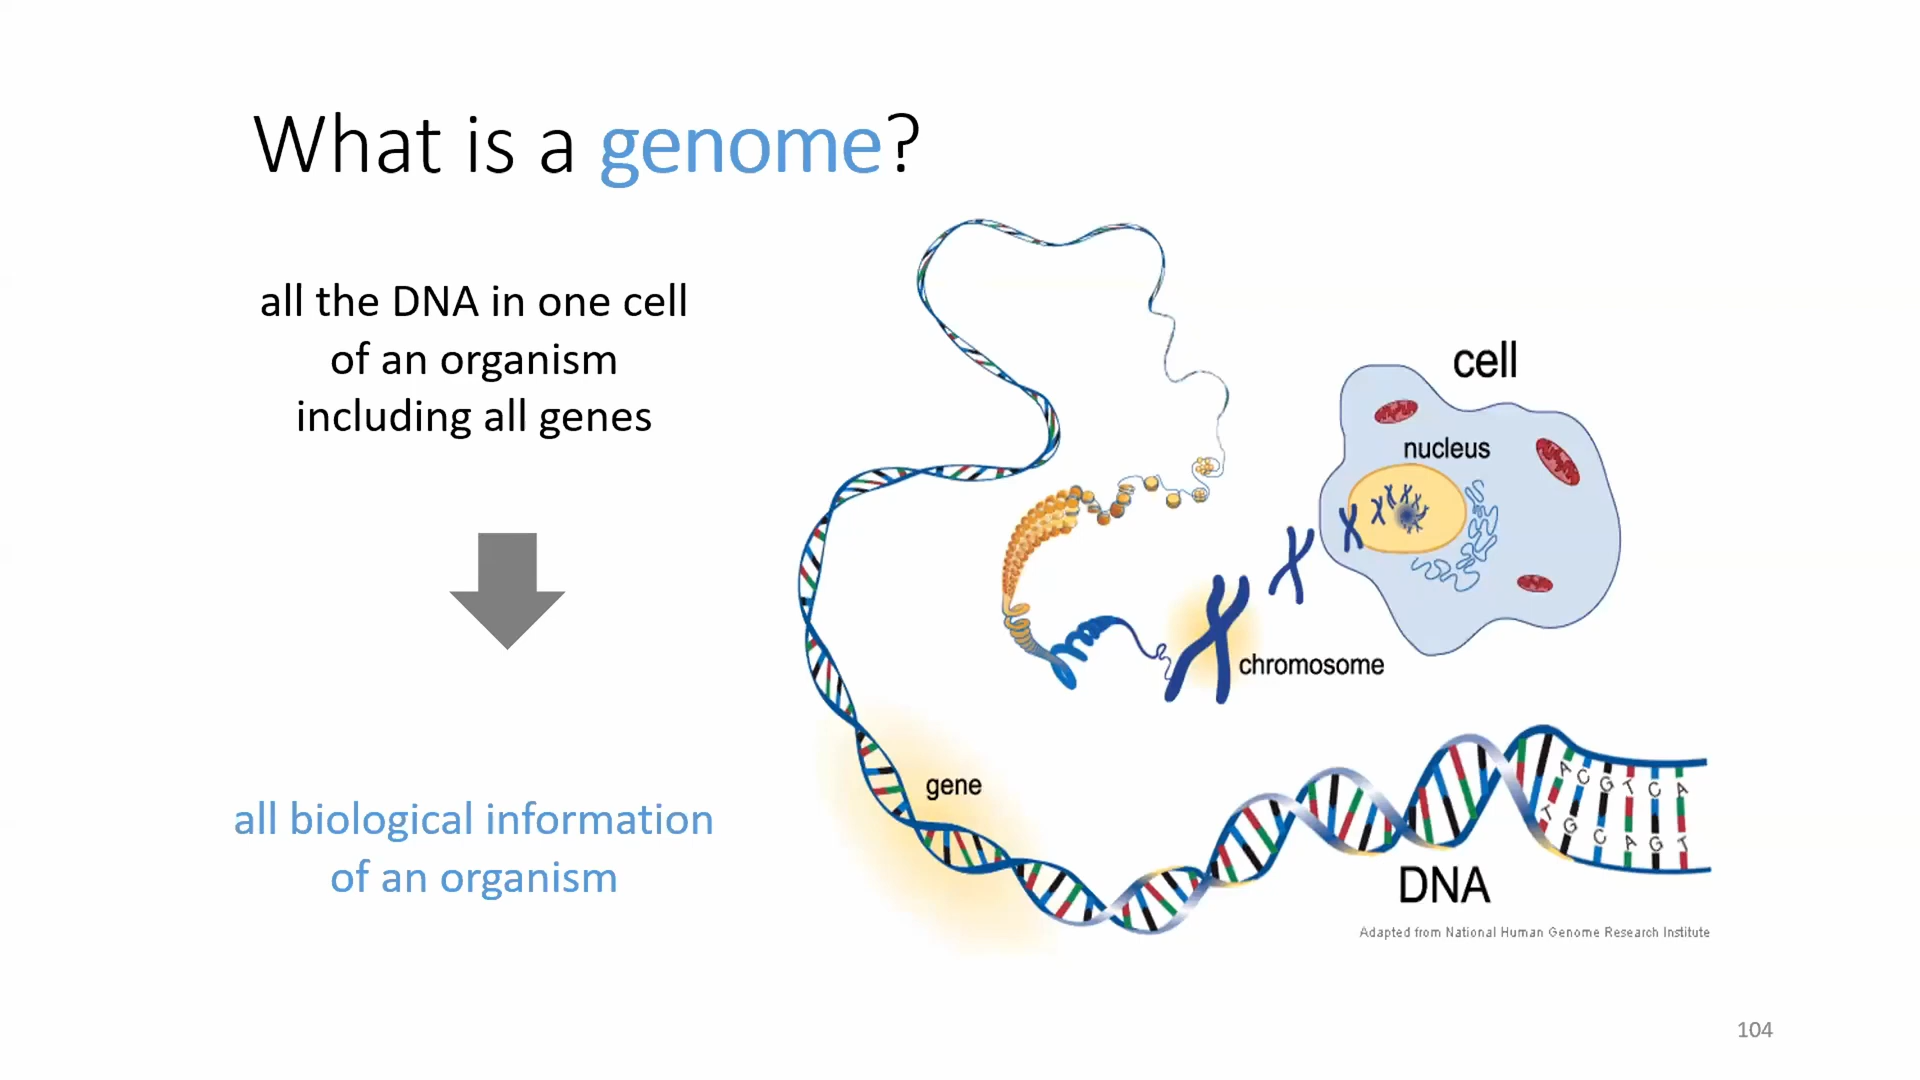 What is a genome?
all the DNA in one cell
of an organism
including all genes
all biological information
of an organism
cell
nucleus
chromosome
gene
A C G T C A
T G C A G T
DNA
Adapted from National Human Genome Research Institute
104